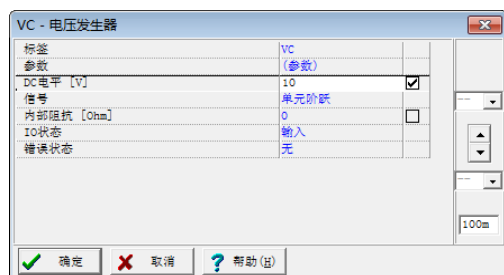 VC - 电压发生器
标签 VC
参数 (参数)
DC电平 [V] 10
信号 单元阶跃
内部阻抗 [Ohm] 0
IO状态 输入
错误状态 无
--
--
100m
确定 取消 帮助(H)